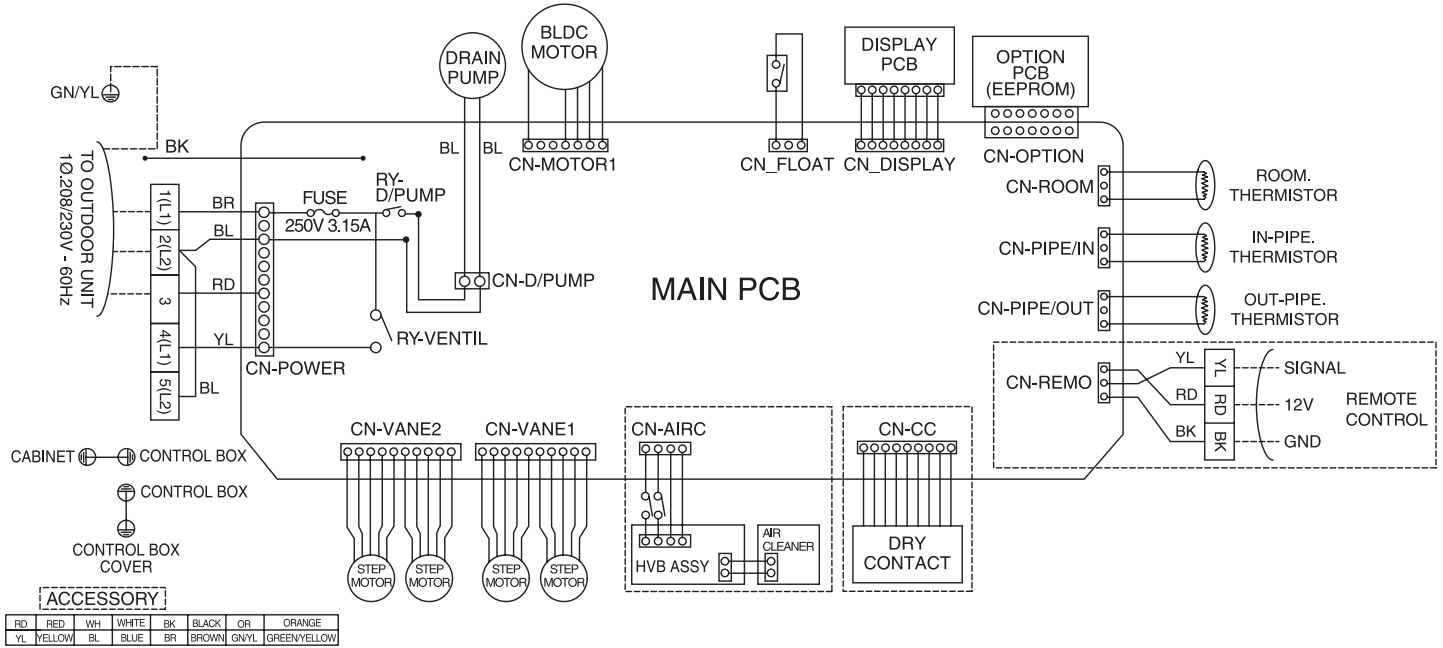 GN/YL
TO OUTDOOR UNIT
1Ø.208/230V - 60Hz
BK
1(L1)
2(L2)
3
4(L1)
5(L2)
BR
BL
RD
YL
BL
CN-POWER
FUSE
250V 3.15A
RY-
D/PUMP
RY-VENTIL
DRAIN
PUMP
BL
BL
CN-D/PUMP
BLDC
MOTOR
CN-MOTOR1
CN_FLOAT
DISPLAY
PCB
CN_DISPLAY
OPTION
PCB
(EEPROM)
CN-OPTION
MAIN PCB
CN-ROOM
ROOM.
THERMISTOR
CN-PIPE/IN
IN-PIPE.
THERMISTOR
CN-PIPE/OUT
OUT-PIPE.
THERMISTOR
CN-REMO
YL
RD
BK
YL
RD
BK
SIGNAL
12V
GND
REMOTE
CONTROL
CN-VANE2
STEP
MOTOR
STEP
MOTOR
CN-VANE1
STEP
MOTOR
STEP
MOTOR
CN-AIRC
HVB ASSY
AIR
CLEANER
CN-CC
DRY
CONTACT
CABINET
CONTROL BOX
CONTROL BOX
CONTROL BOX
COVER
ACCESSORY
RD RED WH WHITE BK BLACK OR ORANGE
YL YELLOW BL BLUE BR BROWN GN/YL GREEN/YELLOW